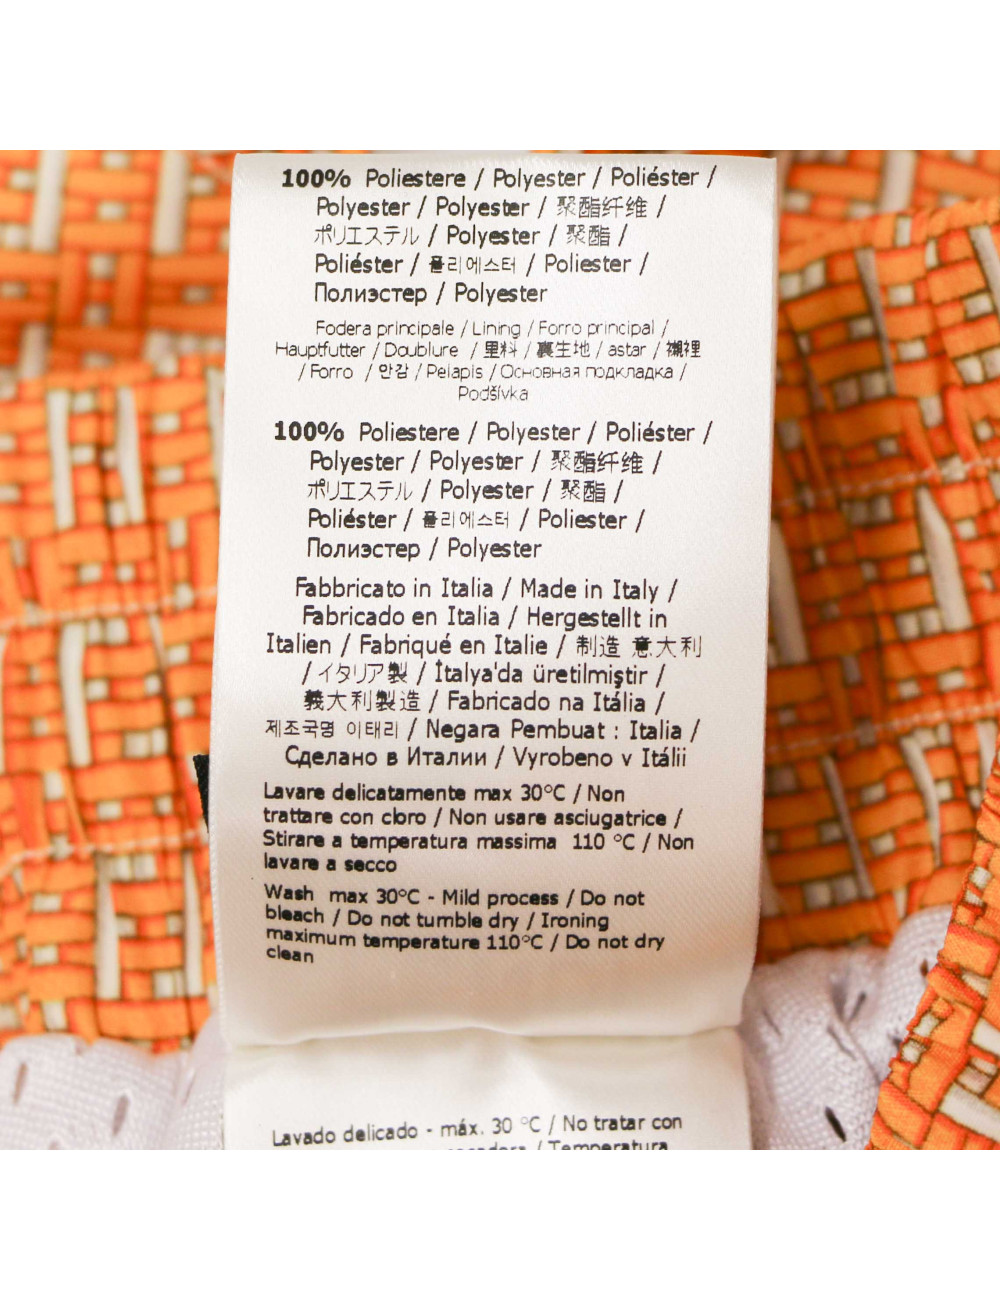 100% Poliestere / Polyester / Poliéster /
Polyester / Polyester / 聚酯纤维 /
ポリエステル / Polyester / 聚酯 /
Poliéster / 폴리에스터 / Poliester /
Полиэстер / Polyester
Fodera principale / Lining / Forro principal /
Hauptfutter / Doublure / 里料 / 裏生地 / astar / 襯裡
/ Forro / 안감 / Pelapis / Основная подкладка /
Podšívka
100% Poliestere / Polyester / Poliéster /
Polyester / Polyester / 聚酯纤维 /
ポリエステル / Polyester / 聚酯 /
Poliéster / 폴리에스터 / Poliester /
Полиэстер / Polyester
Fabbricato in Italia / Made in Italy /
Fabricado en Italia / Hergestellt in
Italien / Fabriqué en Italie / 制造 意大利
/ イタリア製 / İtalya'da üretilmiştir /
義大利製造 / Fabricado na Itália /
제조국명 이태리 / Negara Pembuat : Italia /
Сделано в Италии / Vyrobeno v Itálii
Lavare delicatamente max 30°C / Non
trattare con cloro / Non usare asciugatrice /
Stirare a temperatura massima 110 °C / Non
lavare a secco
Wash max 30°C - Mild process / Do not
bleach / Do not tumble dry / Ironing
maximum temperature 110°C / Do not dry
clean
Lavado delicado - máx. 30 °C / No tratar con
/ Temperatura